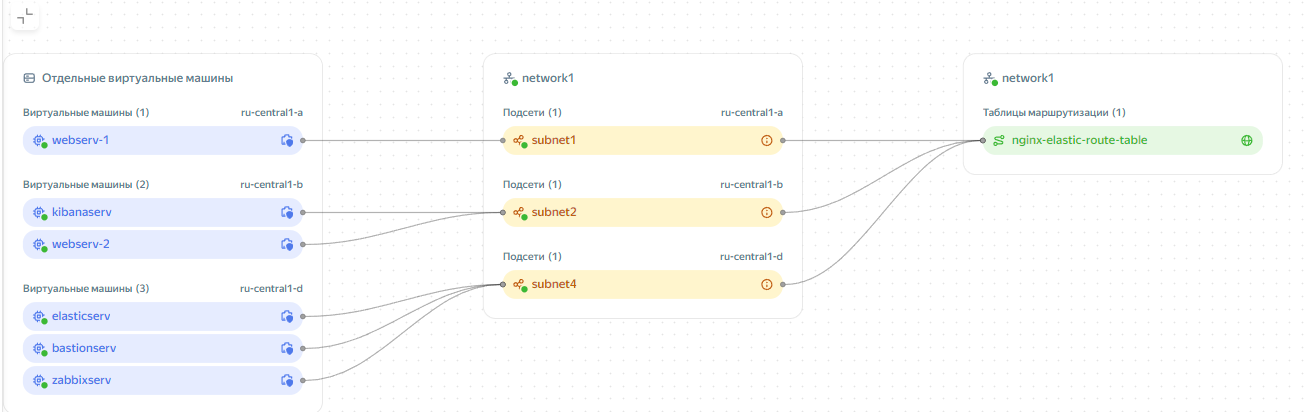 Отдельные виртуальные машины
Виртуальные машины (1) ru-central1-a
webserv-1
Виртуальные машины (2) ru-central1-b
kibanaserv
webserv-2
Виртуальные машины (3) ru-central1-d
elasticserv
bastionserv
zabbixserv
network1
Подсети (1) ru-central1-a
subnet1
Подсети (1) ru-central1-b
subnet2
Подсети (1) ru-central1-d
subnet4
network1
Таблицы маршрутизации (1)
nginx-elastic-route-table